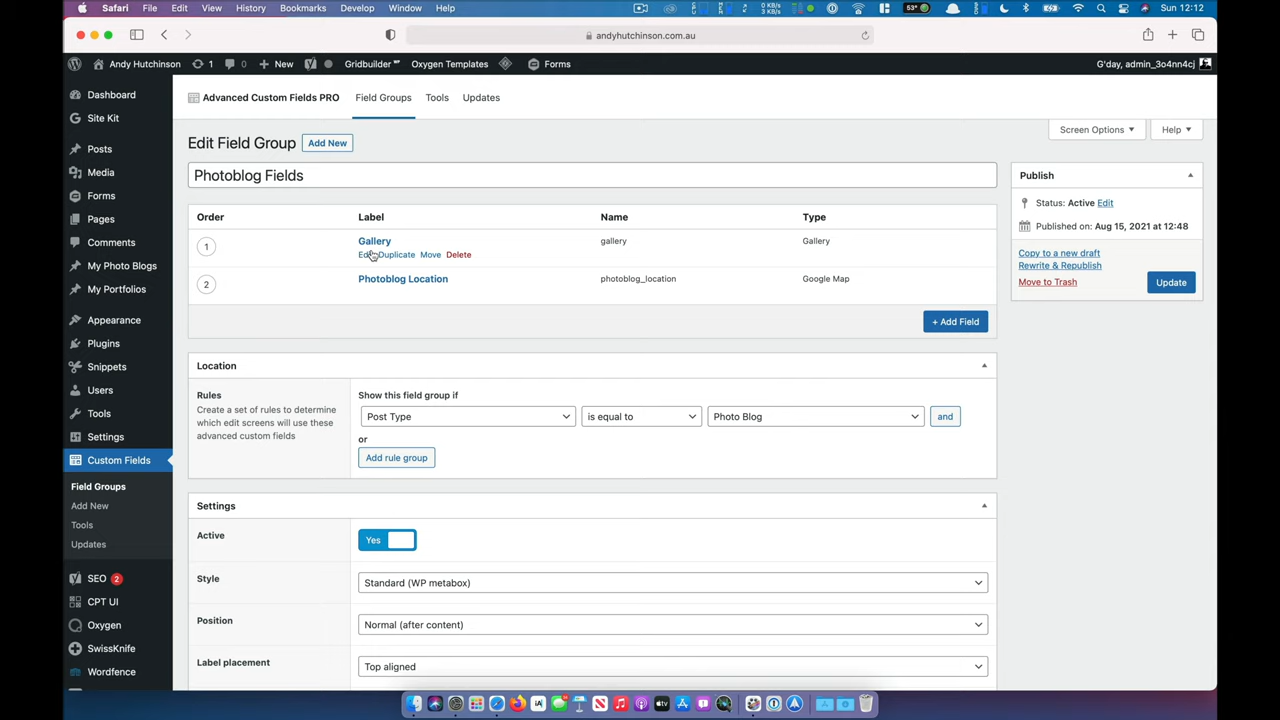 Safari File Edit View History Bookmarks Develop Window Help 53° Sun 12:12
andyhutchinson.com.au
Andy Hutchinson 1 0 New Gridbuilder Oxygen Templates Forms G'day, admin_3o4nn4cj
Dashboard
Site Kit
Posts
Media
Forms
Pages
Comments
My Photo Blogs
My Portfolios
Appearance
Plugins
Snippets
Users
Tools
Settings
Custom Fields
Field Groups
Add New
Tools
Updates
SEO 2
CPT UI
Oxygen
SwissKnife
Wordfence
Advanced Custom Fields PRO Field Groups Tools Updates
Screen Options Help
Edit Field Group Add New
Photoblog Fields
Order Label Name Type
1 Gallery gallery Gallery
Duplicate Move Delete
2 Photoblog Location photoblog_location Google Map
+ Add Field
Location
Rules
Create a set of rules to determine
which edit screens will use these
advanced custom fields
Show this field group if
Post Type is equal to Photo Blog and
or
Add rule group
Settings
Active Yes
Style Standard (WP metabox)
Position Normal (after content)
Label placement Top aligned
Publish
Status: Active Edit
Published on: Aug 15, 2021 at 12:48
Copy to a new draft
Rewrite & Republish
Move to Trash Update